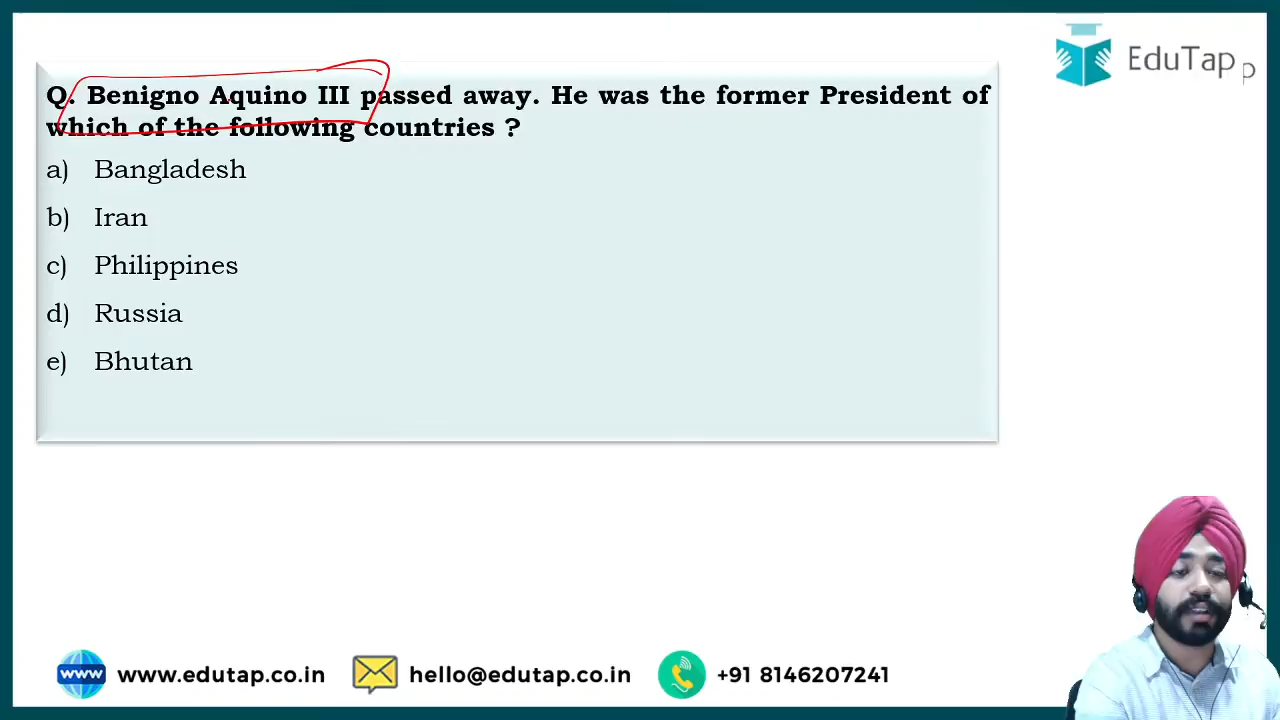 EduTap
p
Q. Benigno Aquino III passed away. He was the former President of
which of the following countries ?
a) Bangladesh
b) Iran
c) Philippines
d) Russia
e) Bhutan
www www.edutap.co.in hello@edutap.co.in +91 8146207241